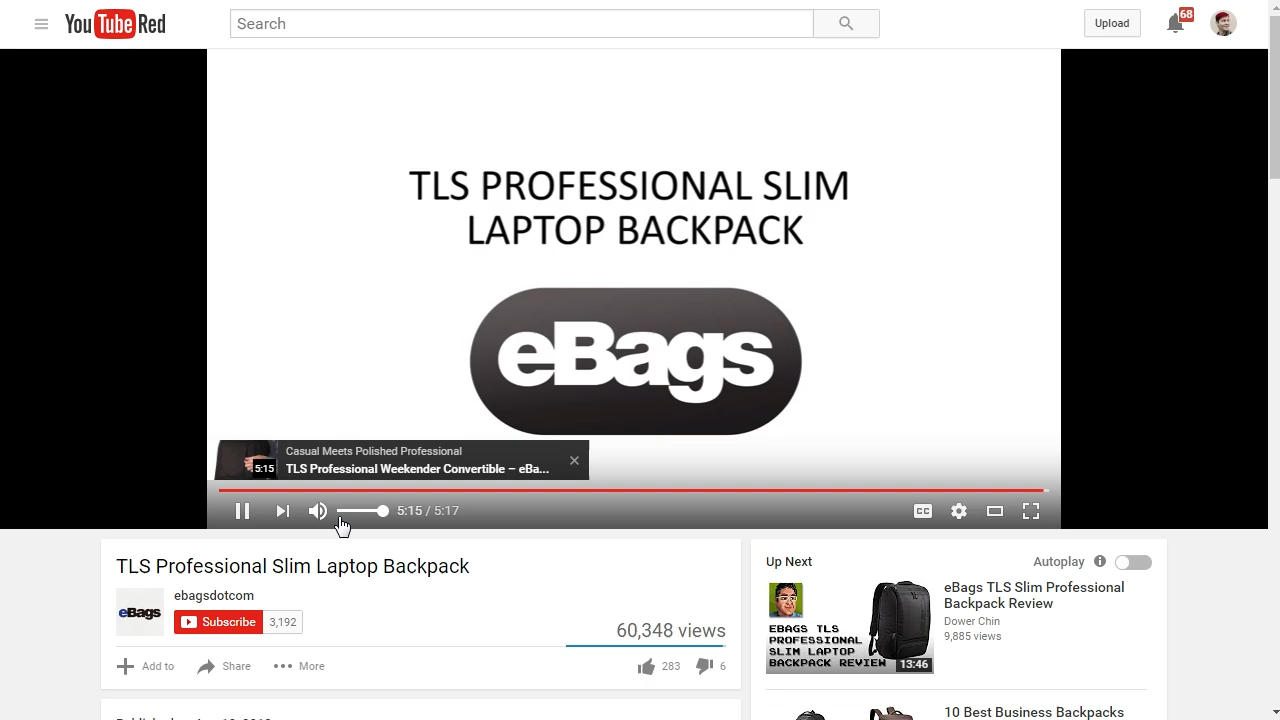 YouTube Red
Search
Upload
68
TLS PROFESSIONAL SLIM
LAPTOP BACKPACK
eBags
Casual Meets Polished Professional
5:15
TLS Professional Weekender Convertible – eBa...
5:15 / 5:17
CC
TLS Professional Slim Laptop Backpack
eBags
ebagsdotcom
Subscribe
3,192
60,348 views
Add to
Share
More
283
6
Up Next
Autoplay
EBAGS TLS
PROFESSIONAL
SLIM LAPTOP
BACKPACK REVIEW
13:46
eBags TLS Slim Professional
Backpack Review
Dower Chin
9,885 views
10 Best Business Backpacks